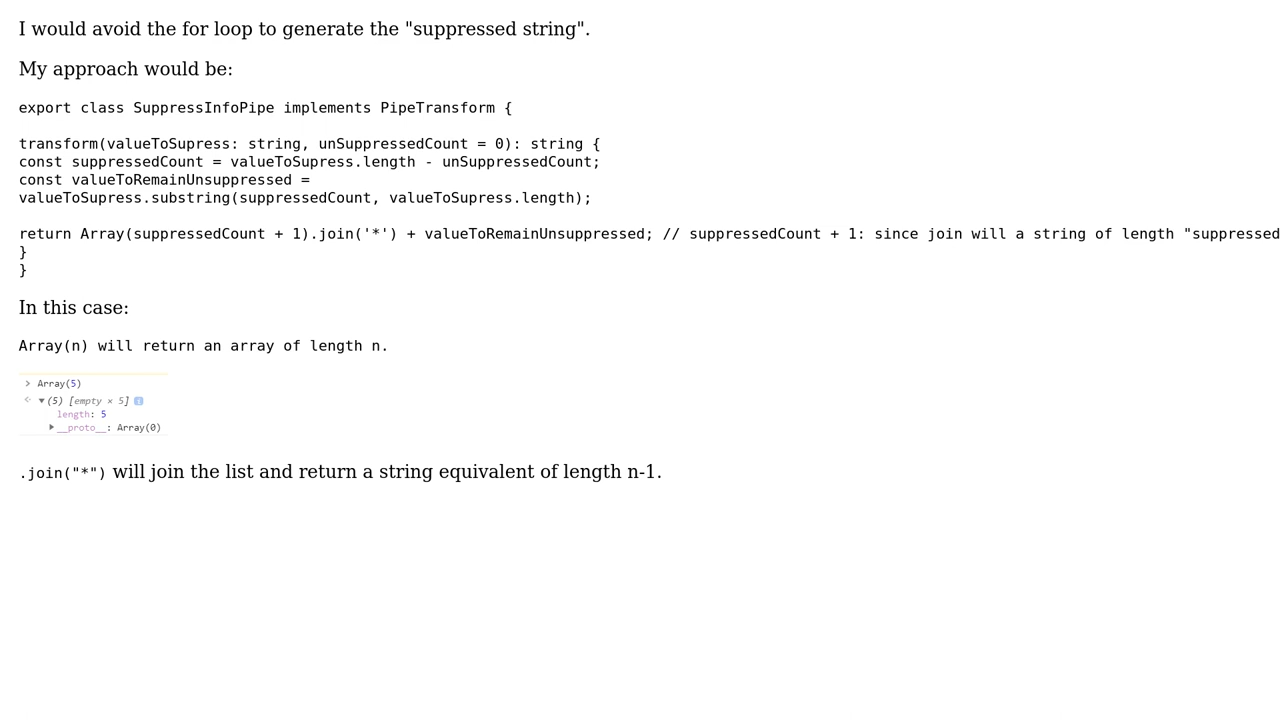 I would avoid the for loop to generate the "suppressed string".
My approach would be:
export class SuppressInfoPipe implements PipeTransform {
transform(valueToSupress: string, unSuppressedCount = 0): string {
const suppressedCount = valueToSupress.length - unSuppressedCount;
const valueToRemainUnsuppressed =
valueToSupress.substring(suppressedCount, valueToSupress.length);
return Array(suppressedCount + 1).join('*') + valueToRemainUnsuppressed; // suppressedCount + 1: since join will a string of length "suppressed
}
}
In this case:
Array(n) will return an array of length n.
> Array(5)
< ▼(5) [empty × 5] i
length: 5
▶__proto__: Array(0)
.join("*") will join the list and return a string equivalent of length n-1.